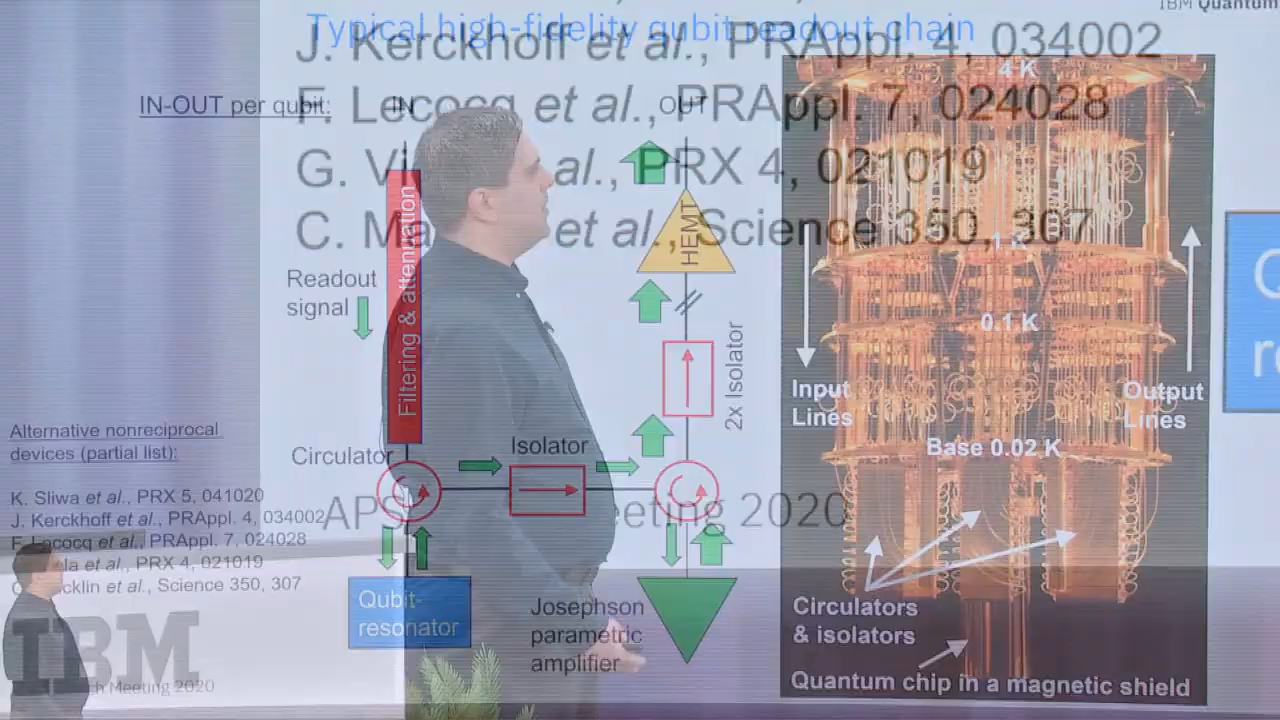 IBM Quantum
Typical high-fidelity qubit readout chain
J. Kerckhoff et al., PRAppl. 4, 034002
F. Lecocq et al., PRAppl. 7, 024028
G. et al., PRX 4, 021019
C. et al., Science 350, 307
IN-OUT per qubit:
IN
OUT
4 K
1 K
0.1 K
Base 0.02 K
Readout
signal
Filtering & attenuation
HEMT
2x Isolator
Input
Lines
Output
Lines
Circulator
Isolator
Alternative nonreciprocal
devices (partial list):
K. Sliwa et al., PRX 5, 041020
J. Kerckhoff et al., PRAppl. 4, 034002
F. Lecocq et al., PRAppl. 7, 024028
et al., PRX 4, 021019
et al., Science 350, 307
APS Meeting 2020
Qubit-
resonator
Josephson
parametric
amplifier
Circulators
& isolators
Quantum chip in a magnetic shield
IBM
Meeting 2020